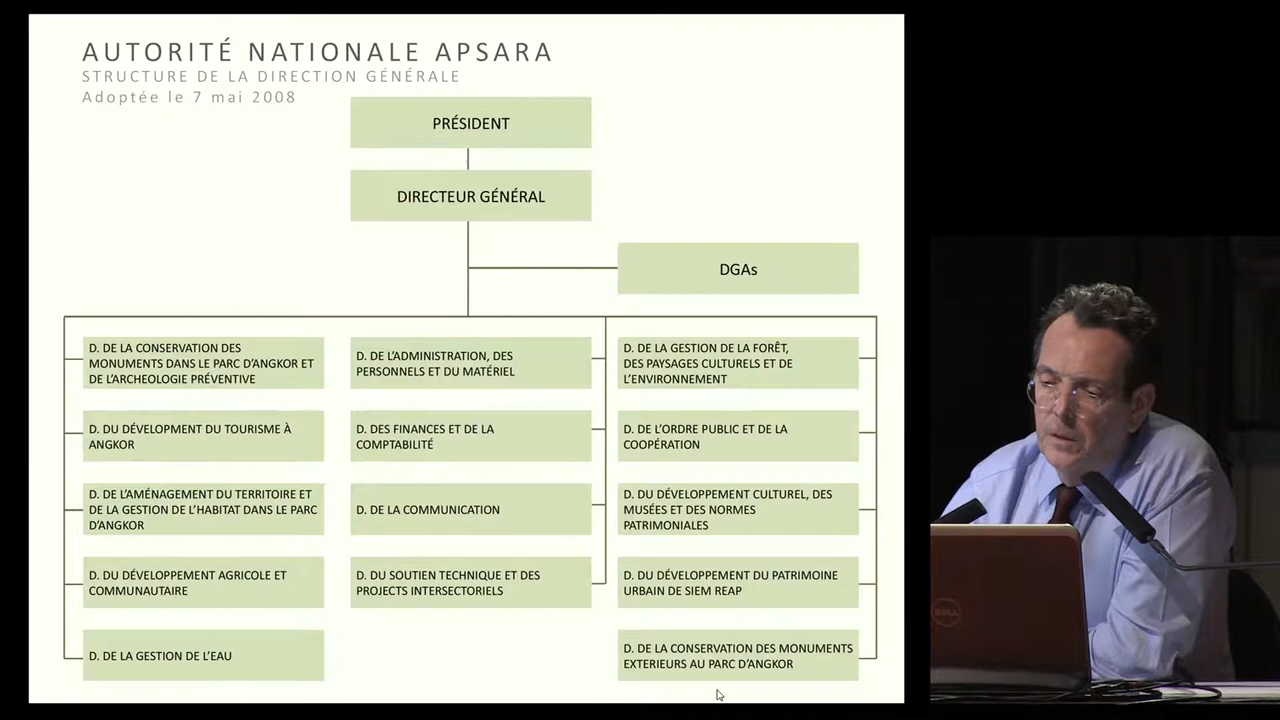 AUTORITÉ NATIONALE APSARA
STRUCTURE DE LA DIRECTION GÉNÉRALE
Adoptée le 7 mai 2008
PRÉSIDENT
DIRECTEUR GÉNÉRAL
DGAs
D. DE LA CONSERVATION DES
MONUMENTS DANS LE PARC D'ANGKOR ET
DE L'ARCHEOLOGIE PRÉVENTIVE
D. DU DÉVELOPMENT DU TOURISME À
ANGKOR
D. DE L'AMÉNAGEMENT DU TERRITOIRE ET
DE LA GESTION DE L'HABITAT DANS LE PARC
D'ANGKOR
D. DU DÉVELOPPEMENT AGRICOLE ET
COMMUNAUTAIRE
D. DE LA GESTION DE L'EAU
D. DE L'ADMINISTRATION, DES
PERSONNELS ET DU MATÉRIEL
D. DES FINANCES ET DE LA
COMPTABILITÉ
D. DE LA COMMUNICATION
D. DU SOUTIEN TECHNIQUE ET DES
PROJECTS INTERSECTORIELS
D. DE LA GESTION DE LA FORÊT,
DES PAYSAGES CULTURELS ET DE
L'ENVIRONNEMENT
D. DE L'ORDRE PUBLIC ET DE LA
COOPÉRATION
D. DU DÉVELOPPEMENT CULTUREL, DES
MUSÉES ET DES NORMES
PATRIMONIALES
D. DU DÉVELOPPEMENT DU PATRIMOINE
URBAIN DE SIEM REAP
D. DE LA CONSERVATION DES MONUMENTS
EXTERIEURS AU PARC D'ANGKOR
DELL